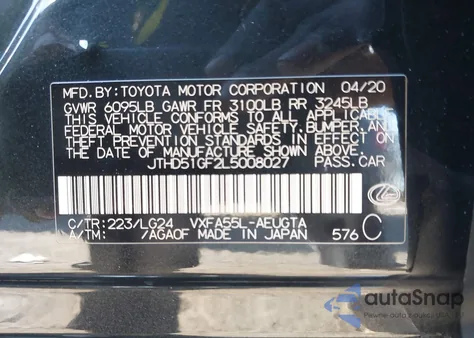 MFD.BY:TOYOTA MOTOR CORPORATION 04/20
GVWR 6095LB GAWR FR 3100LB RR 3245LB
THIS VEHICLE CONFORMS TO ALL APPLICABLE
FEDERAL MOTOR VEHICLE SAFETY,BUMPER,AND
THEFT PREVENTION STANDARDS IN EFFECT ON
THE DATE OF MANUFACTURE SHOWN ABOVE.
JTHD51GF2L5008027 PASS.CAR
C/TR:223/LG24 VXFA55L-AEUGTA
A/TM: /AGA0F MADE IN JAPAN 576 C
autoSnap